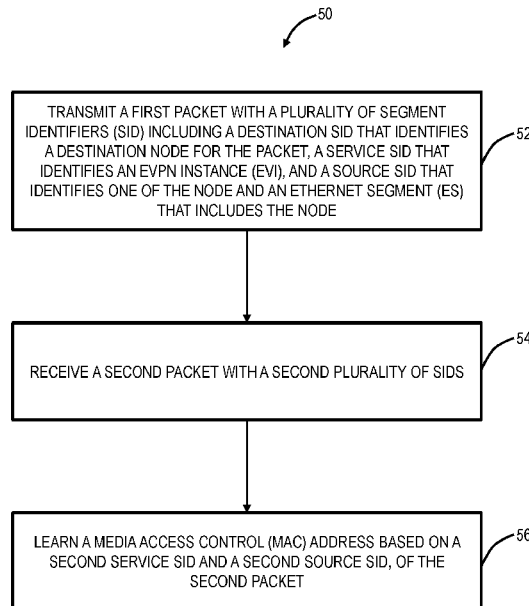 50
TRANSMIT A FIRST PACKET WITH A PLURALITY OF SEGMENT
IDENTIFIERS (SID) INCLUDING A DESTINATION SID THAT IDENTIFIES
A DESTINATION NODE FOR THE PACKET, A SERVICE SID THAT
IDENTIFIES AN EVPN INSTANCE (EVI), AND A SOURCE SID THAT
IDENTIFIES ONE OF THE NODE AND AN ETHERNET SEGMENT (ES)
THAT INCLUDES THE NODE
52
RECEIVE A SECOND PACKET WITH A SECOND PLURALITY OF SIDS
54
LEARN A MEDIA ACCESS CONTROL (MAC) ADDRESS BASED ON A
SECOND SERVICE SID AND A SECOND SOURCE SID, OF THE
SECOND PACKET
56